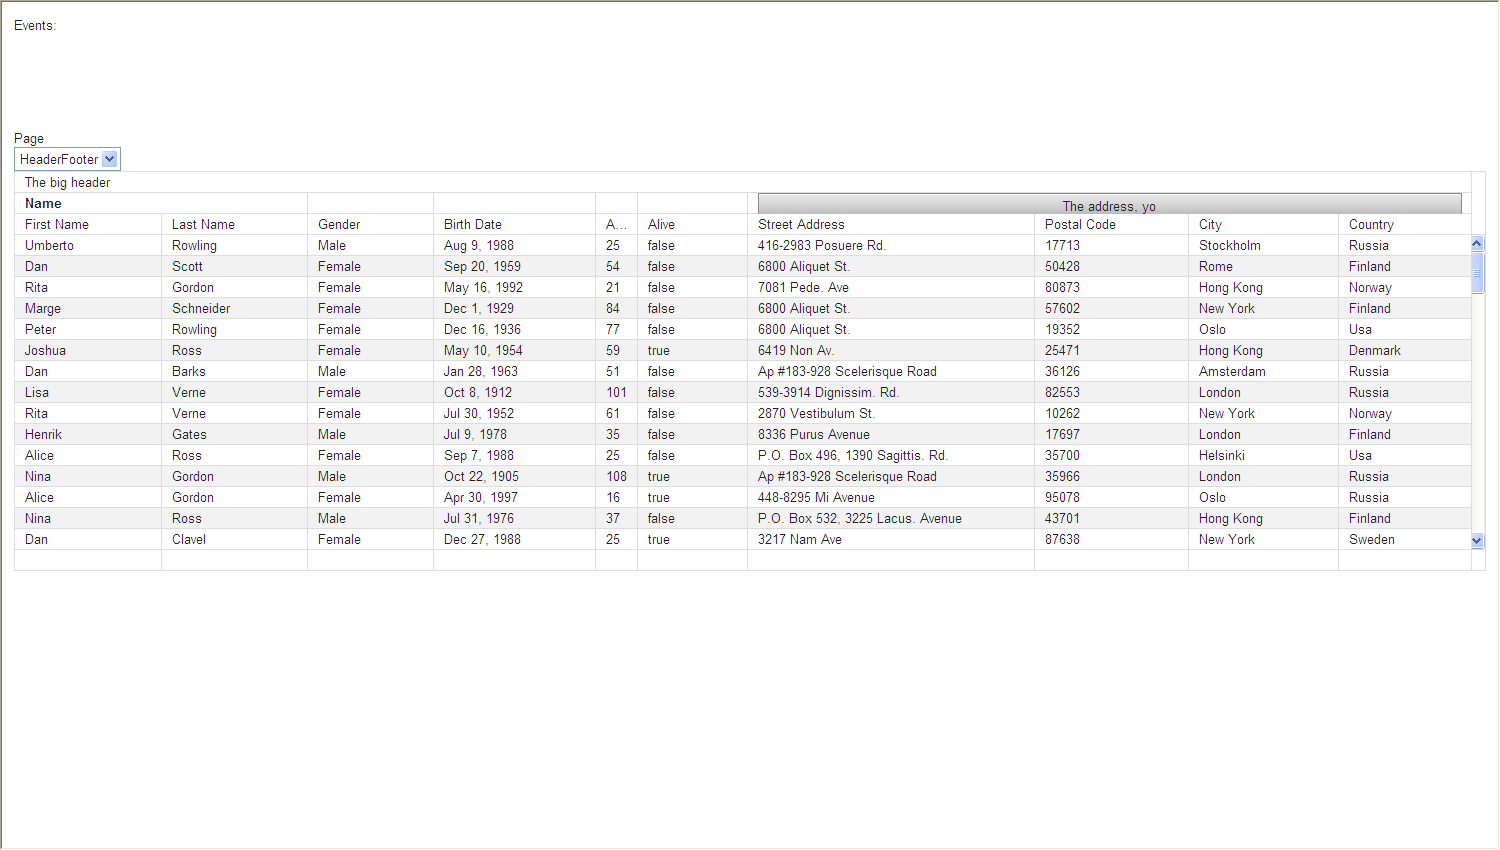 Events:
Page
HeaderFooter
The big header
Name The address, yo
First Name Last Name Gender Birth Date A... Alive Street Address Postal Code City Country
Umberto Rowling Male Aug 9, 1988 25 false 416-2983 Posuere Rd. 17713 Stockholm Russia
Dan Scott Female Sep 20, 1959 54 false 6800 Aliquet St. 50428 Rome Finland
Rita Gordon Female May 16, 1992 21 false 7081 Pede. Ave 80873 Hong Kong Norway
Marge Schneider Female Dec 1, 1929 84 false 6800 Aliquet St. 57602 New York Finland
Peter Rowling Female Dec 16, 1936 77 false 6800 Aliquet St. 19352 Oslo Usa
Joshua Ross Female May 10, 1954 59 true 6419 Non Av. 25471 Hong Kong Denmark
Dan Barks Male Jan 28, 1963 51 false Ap #183-928 Scelerisque Road 36126 Amsterdam Russia
Lisa Verne Female Oct 8, 1912 101 false 539-3914 Dignissim. Rd. 82553 London Russia
Rita Verne Female Jul 30, 1952 61 false 2870 Vestibulum St. 10262 New York Norway
Henrik Gates Male Jul 9, 1978 35 false 8336 Purus Avenue 17697 London Finland
Alice Ross Female Sep 7, 1988 25 false P.O. Box 496, 1390 Sagittis. Rd. 35700 Helsinki Usa
Nina Gordon Male Oct 22, 1905 108 true Ap #183-928 Scelerisque Road 35966 London Russia
Alice Gordon Female Apr 30, 1997 16 true 448-8295 Mi Avenue 95078 Oslo Russia
Nina Ross Male Jul 31, 1976 37 false P.O. Box 532, 3225 Lacus. Avenue 43701 Hong Kong Finland
Dan Clavel Female Dec 27, 1988 25 true 3217 Nam Ave 87638 New York Sweden